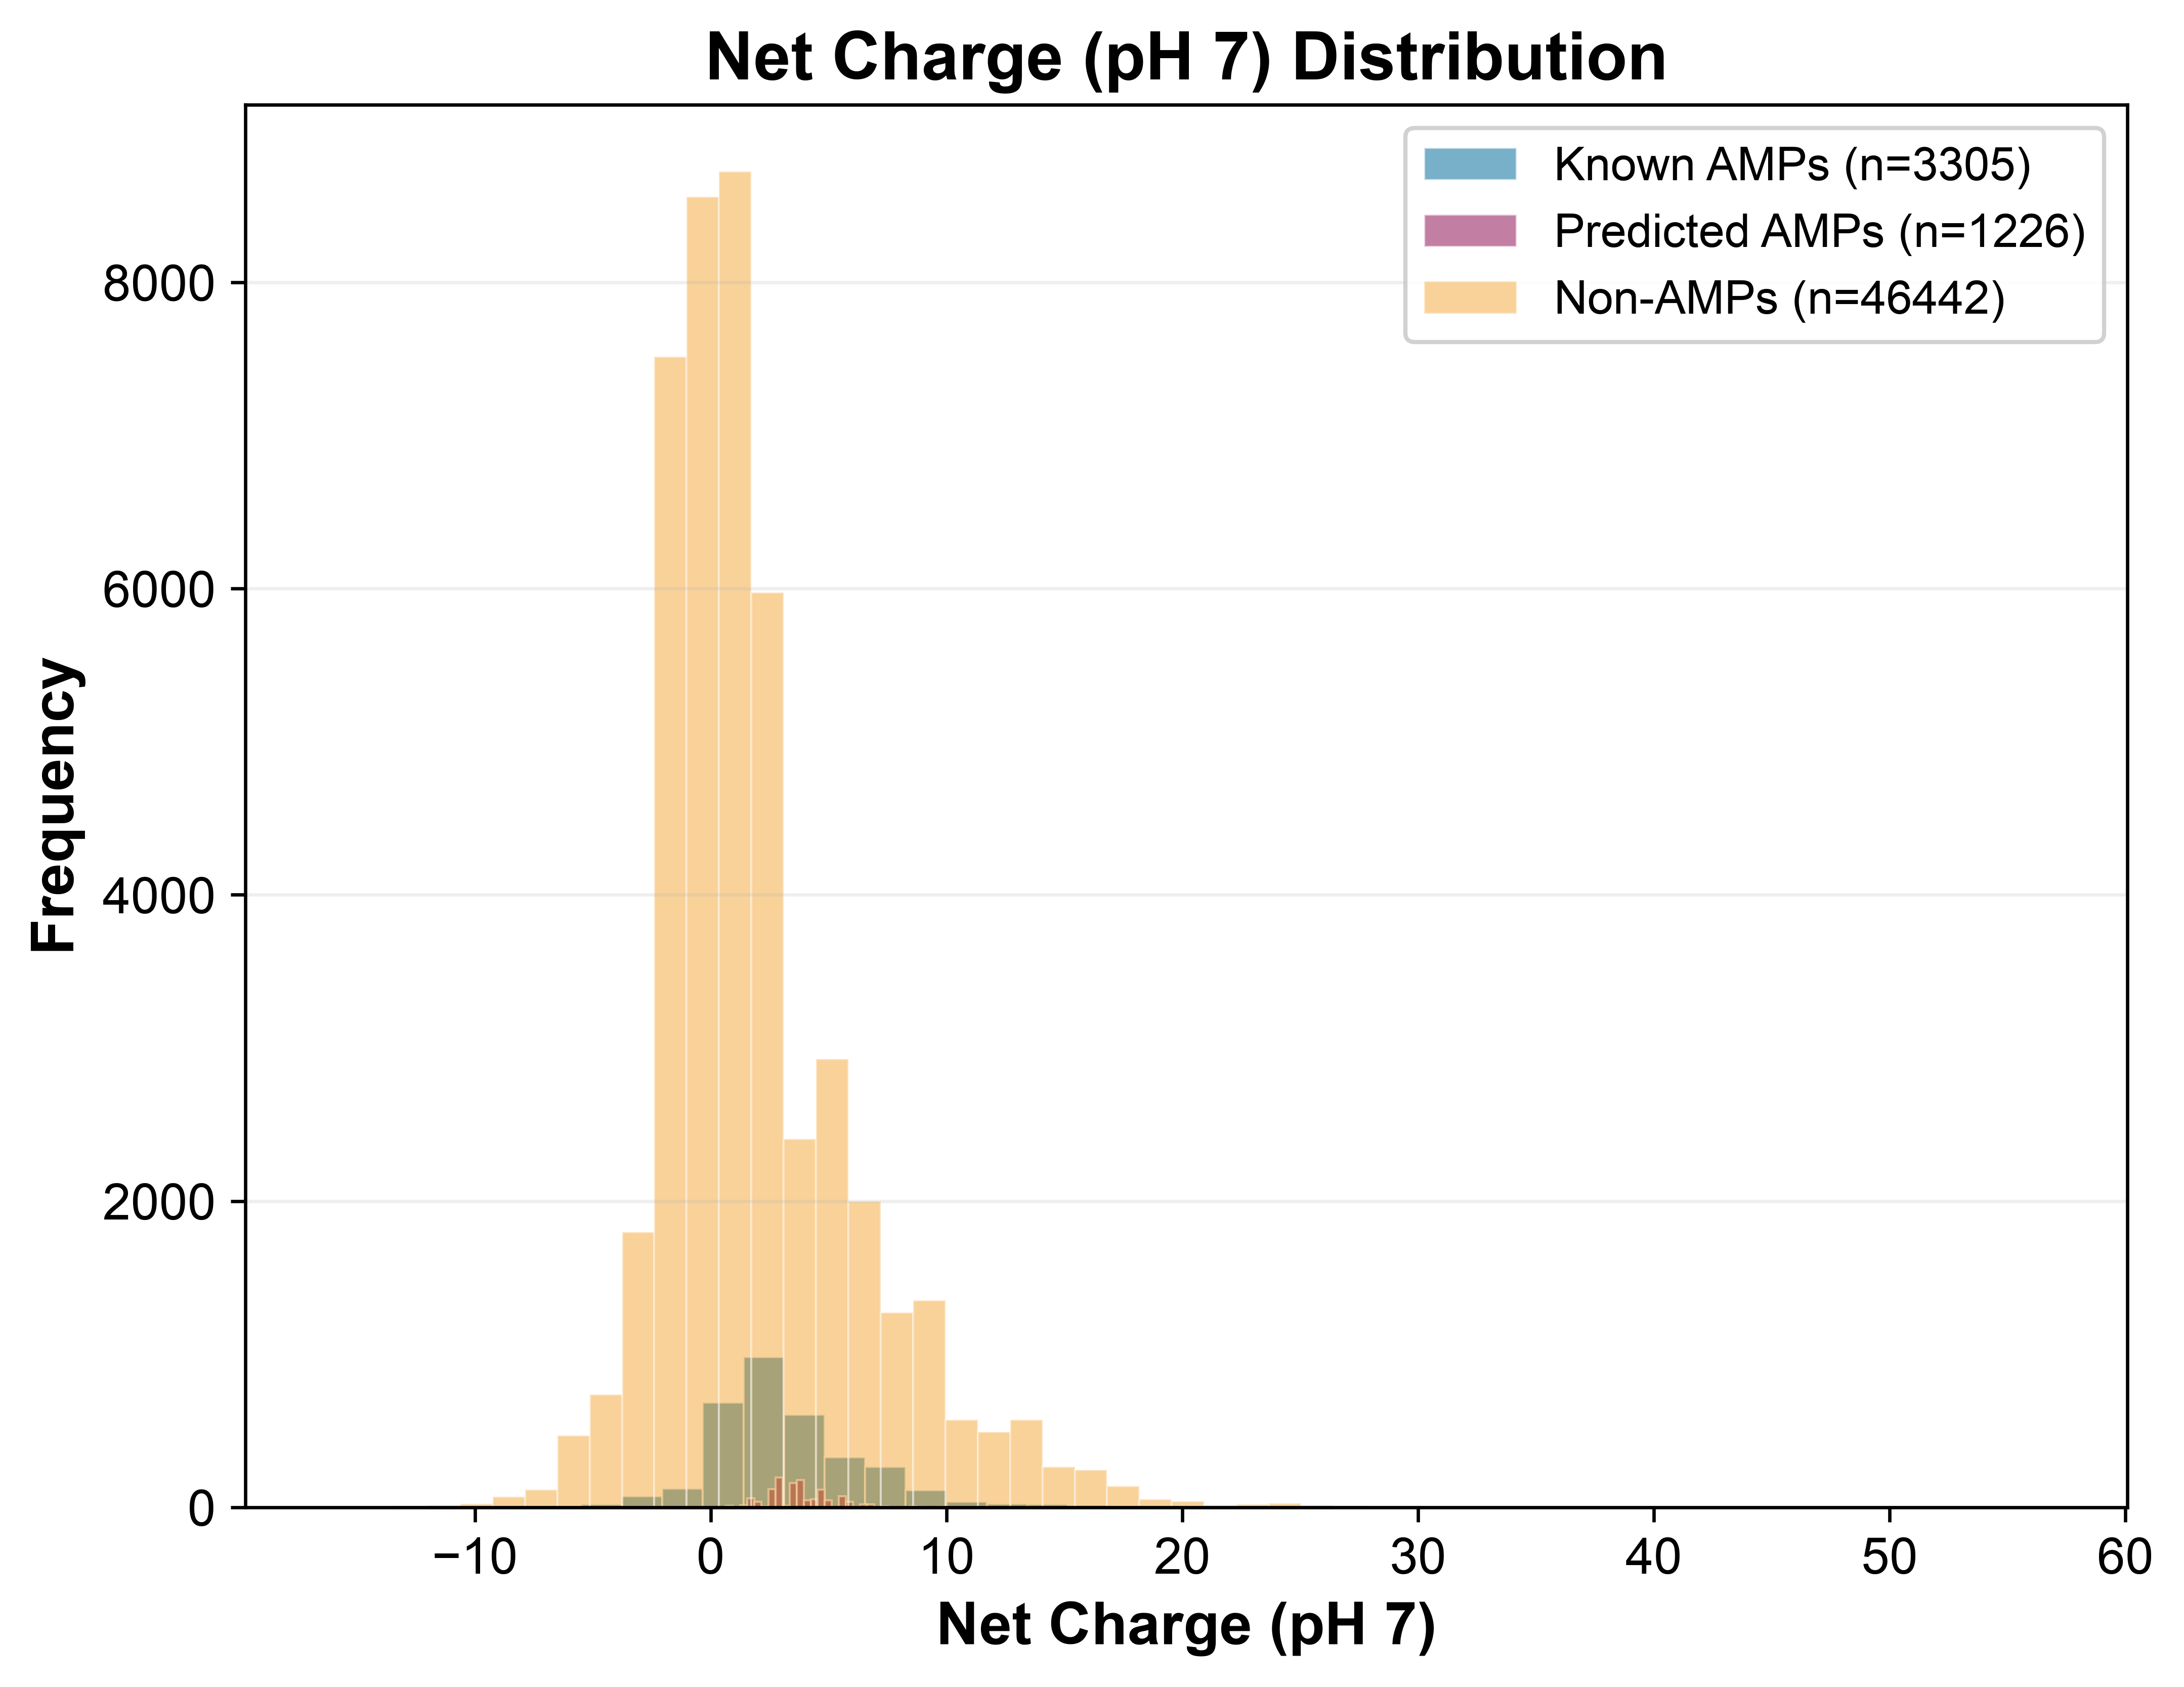 Net Charge (pH 7) Distribution
Known AMPs (n=3305)
Predicted AMPs (n=1226)
Non-AMPs (n=46442)
Frequency
8000
6000
4000
2000
0
−10 0 10 20 30 40 50 60
Net Charge (pH 7)